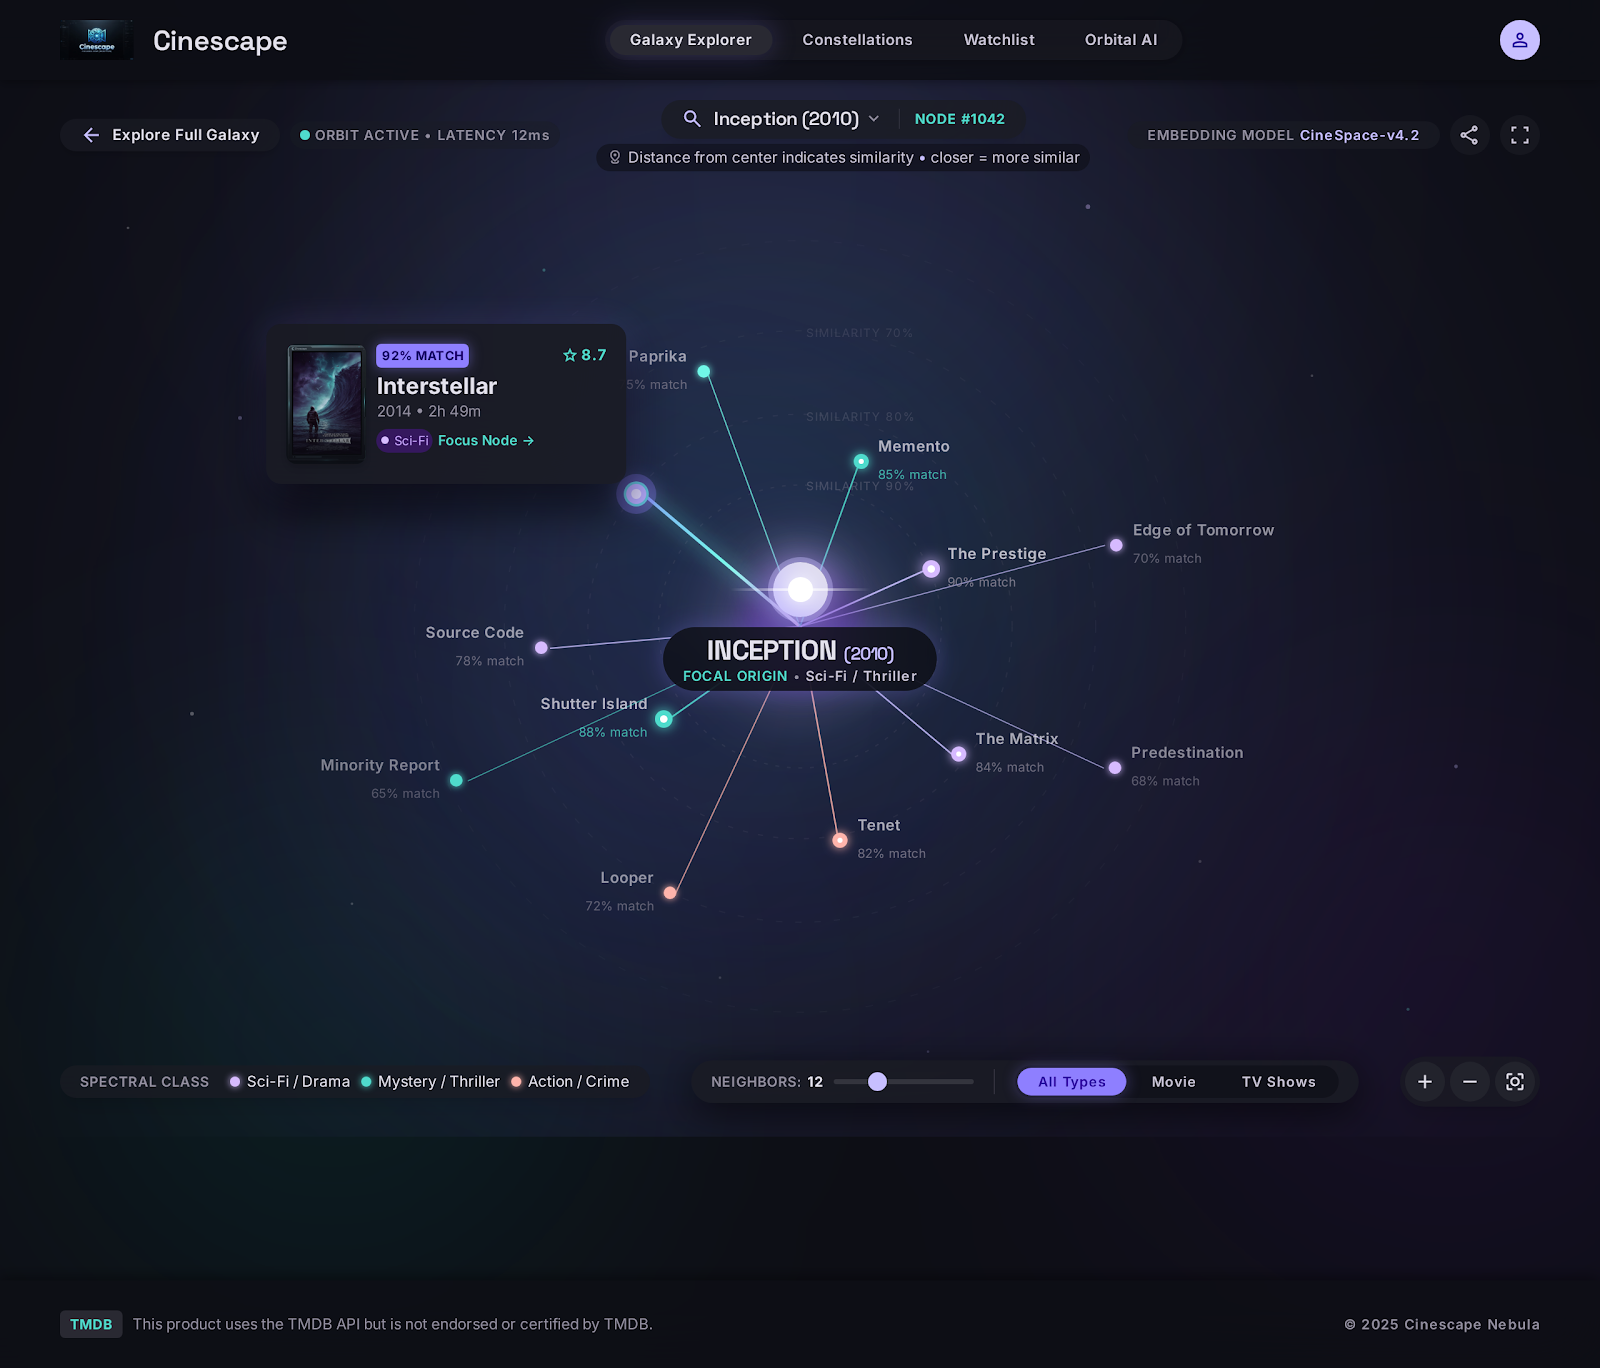 Cinescape
Cinescape
Galaxy Explorer
Constellations
Watchlist
Orbital AI
Explore Full Galaxy
ORBIT ACTIVE • LATENCY 12ms
Inception (2010)
NODE #1042
Distance from center indicates similarity • closer = more similar
EMBEDDING MODEL CineSpace-v4.2
SIMILARITY 70%
92% MATCH
8.7
Interstellar
2014 • 2h 49m
Sci-Fi
Focus Node →
INTERSTELLAR
Paprika
5% match
SIMILARITY 80%
Memento
85% match
SIMILARITY 90%
Edge of Tomorrow
70% match
The Prestige
90% match
Source Code
78% match
INCEPTION (2010)
FOCAL ORIGIN • Sci-Fi / Thriller
Shutter Island
88% match
The Matrix
84% match
Predestination
68% match
Minority Report
65% match
Tenet
82% match
Looper
72% match
SPECTRAL CLASS
Sci-Fi / Drama
Mystery / Thriller
Action / Crime
NEIGHBORS: 12
All Types
Movie
TV Shows
TMDB
This product uses the TMDB API but is not endorsed or certified by TMDB.
© 2025 Cinescape Nebula